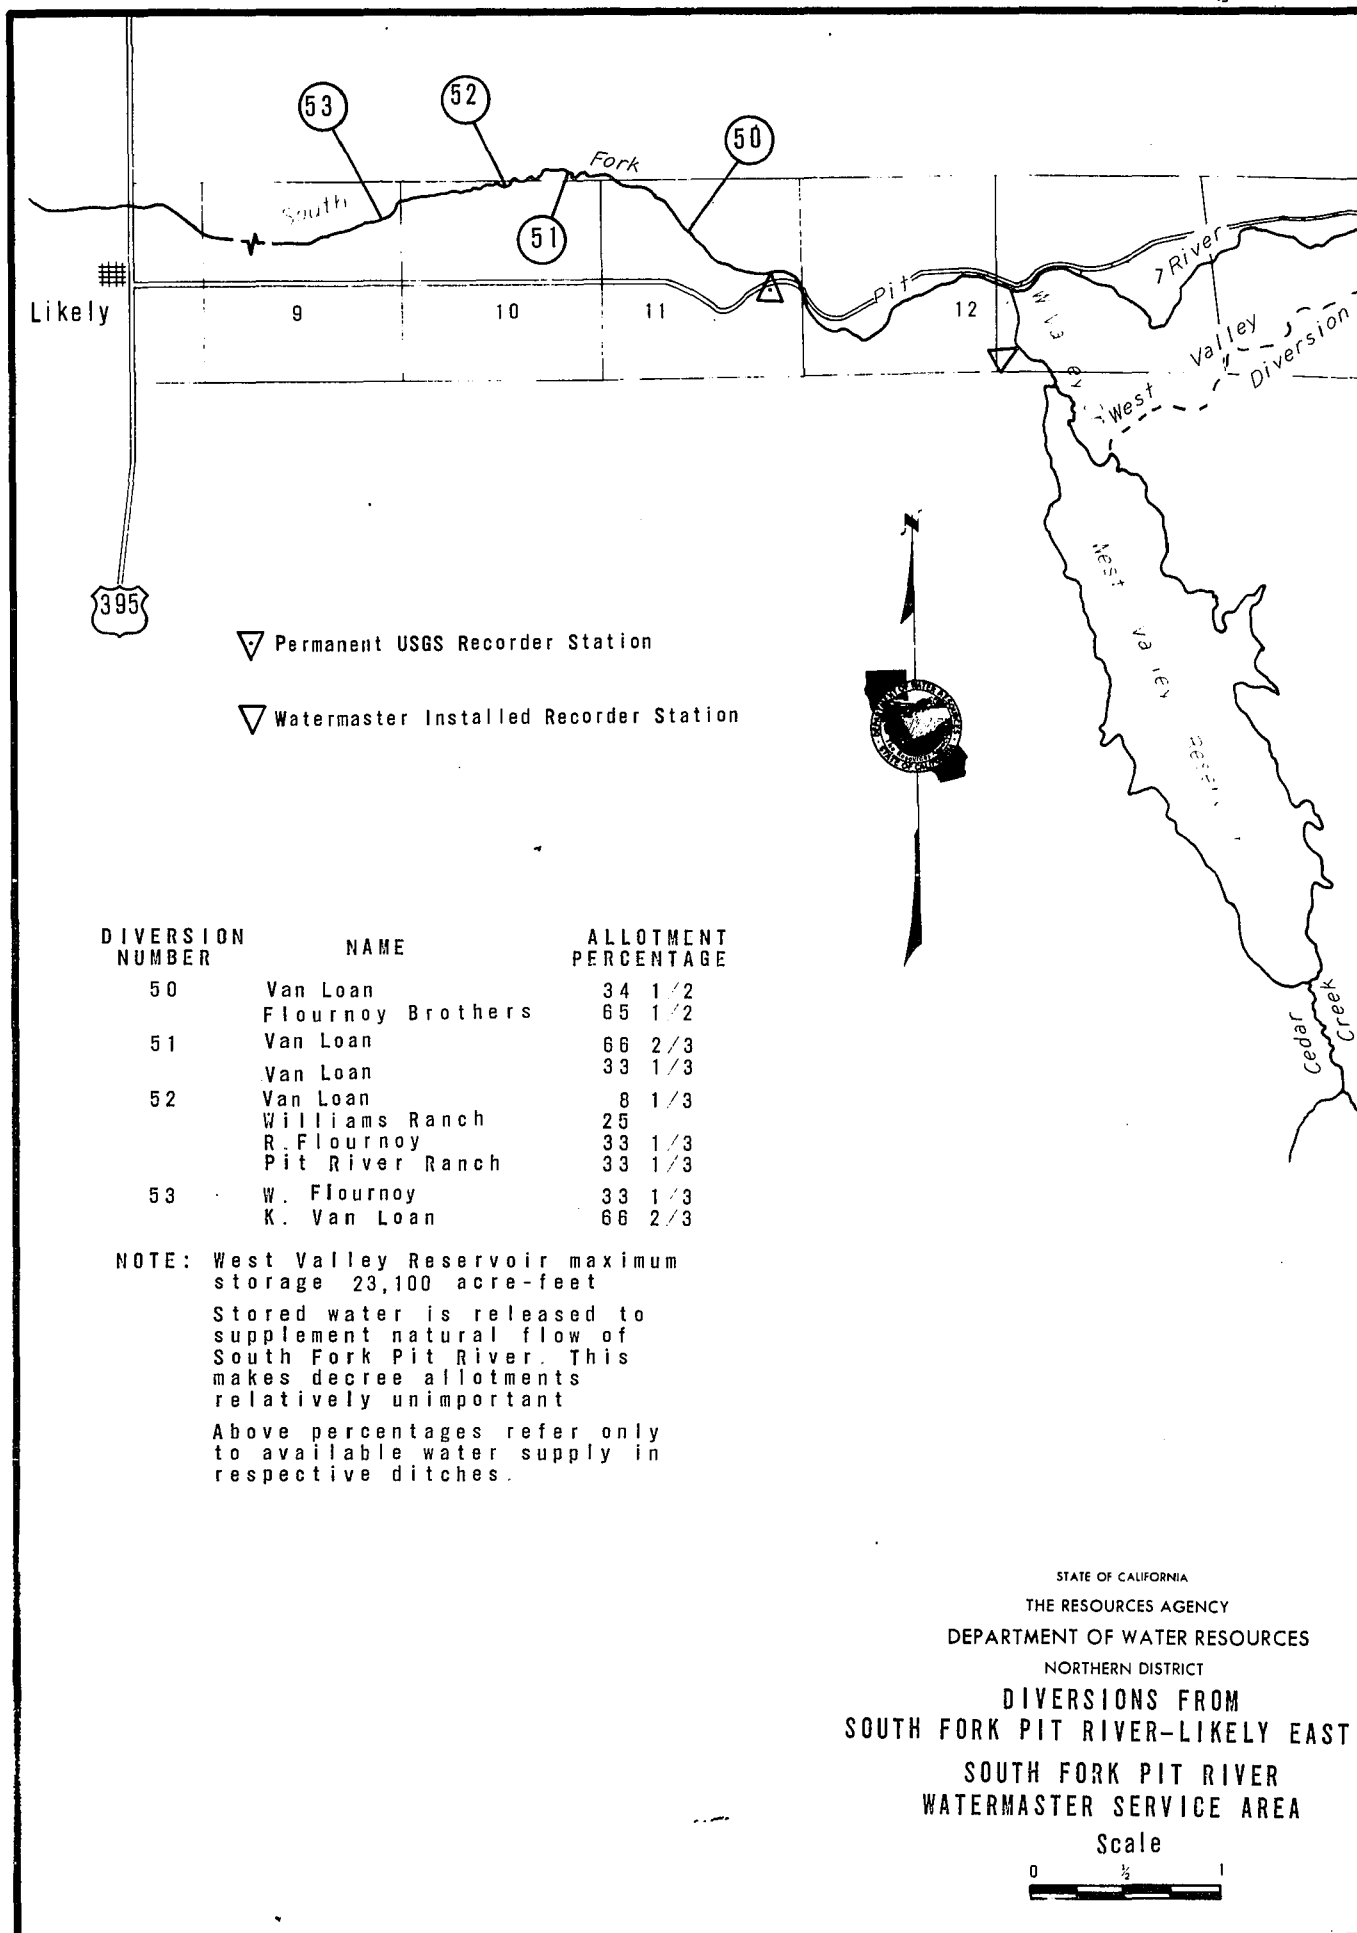 53
52
50
Fork
South
51
Pit
7 River
Likely
9
10
11
12
Valley
West
Diversion
395
N
Permanent USGS Recorder Station
Watermaster Installed Recorder Station
DEPARTMENT OF WATER RESOURCES
STATE OF CALIFORNIA
West
DIVERSION NUMBER NAME ALLOTMENT PERCENTAGE
50 Van Loan 34 1/2
Flournoy Brothers 65 1/2
51 Van Loan 66 2/3
Van Loan 33 1/3
52 Van Loan 8 1/3
Williams Ranch 25
R. Flournoy 33 1/3
Pit River Ranch 33 1/3
53 W. Flournoy 33 1/3
K. Van Loan 66 2/3
Cedar Creek
NOTE: West Valley Reservoir maximum
storage 23,100 acre-feet
Stored water is released to
supplement natural flow of
South Fork Pit River. This
makes decree allotments
relatively unimportant
Above percentages refer only
to available water supply in
respective ditches.
STATE OF CALIFORNIA
THE RESOURCES AGENCY
DEPARTMENT OF WATER RESOURCES
NORTHERN DISTRICT
DIVERSIONS FROM
SOUTH FORK PIT RIVER-LIKELY EAST
SOUTH FORK PIT RIVER
WATERMASTER SERVICE AREA
Scale
0 ½ 1